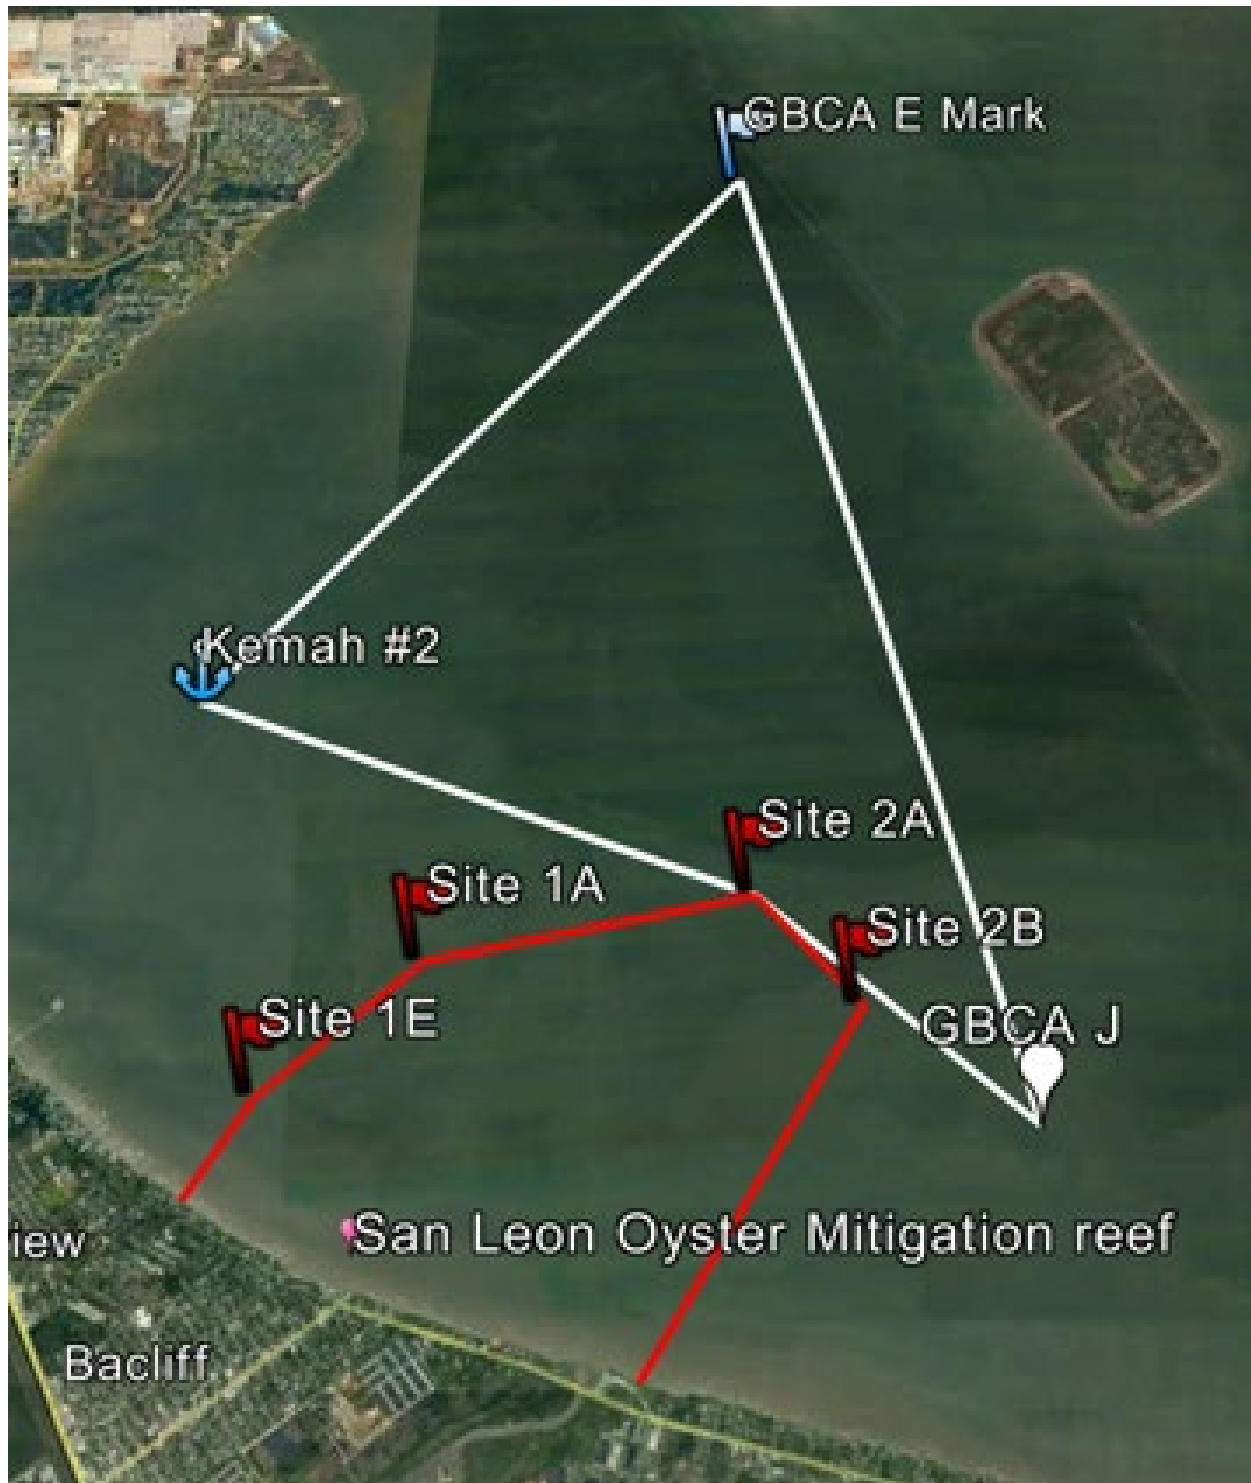 GBCA E Mark
Kemah #2
Site 2A
Site 1A
Site 2B
Site 1E
GBCA J
San Leon Oyster Mitigation reef
iew
Bacliff